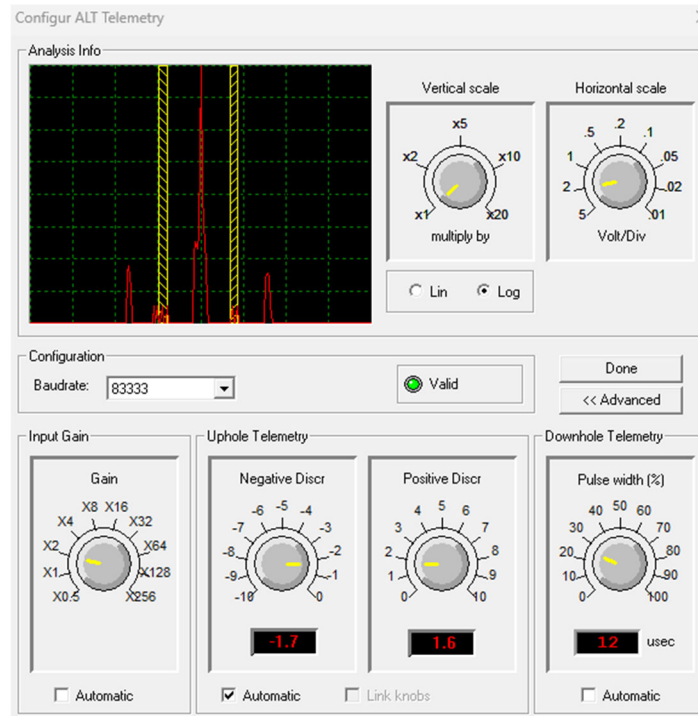 Configur ALT Telemetry
Analysis Info
Vertical scale
x1
x2
x5
x10
x20
multiply by
Lin
Log
Horizontal scale
5
2
1
.5
.2
.1
.05
.02
.01
Volt/Div
Configuration
Baudrate: 83333
Valid
Done
<< Advanced
Input Gain
Gain
X0.5
X1
X2
X4
X8
X16
X32
X64
X128
X256
Automatic
Uphole Telemetry
Negative Discr
-10
-9
-8
-7
-6
-5
-4
-3
-2
-1
0
-1.7
Positive Discr
0
1
2
3
4
5
6
7
8
9
10
1.6
Automatic
Link knobs
Downhole Telemetry
Pulse width (%)
0
10
20
30
40
50
60
70
80
90
100
12 usec
Automatic